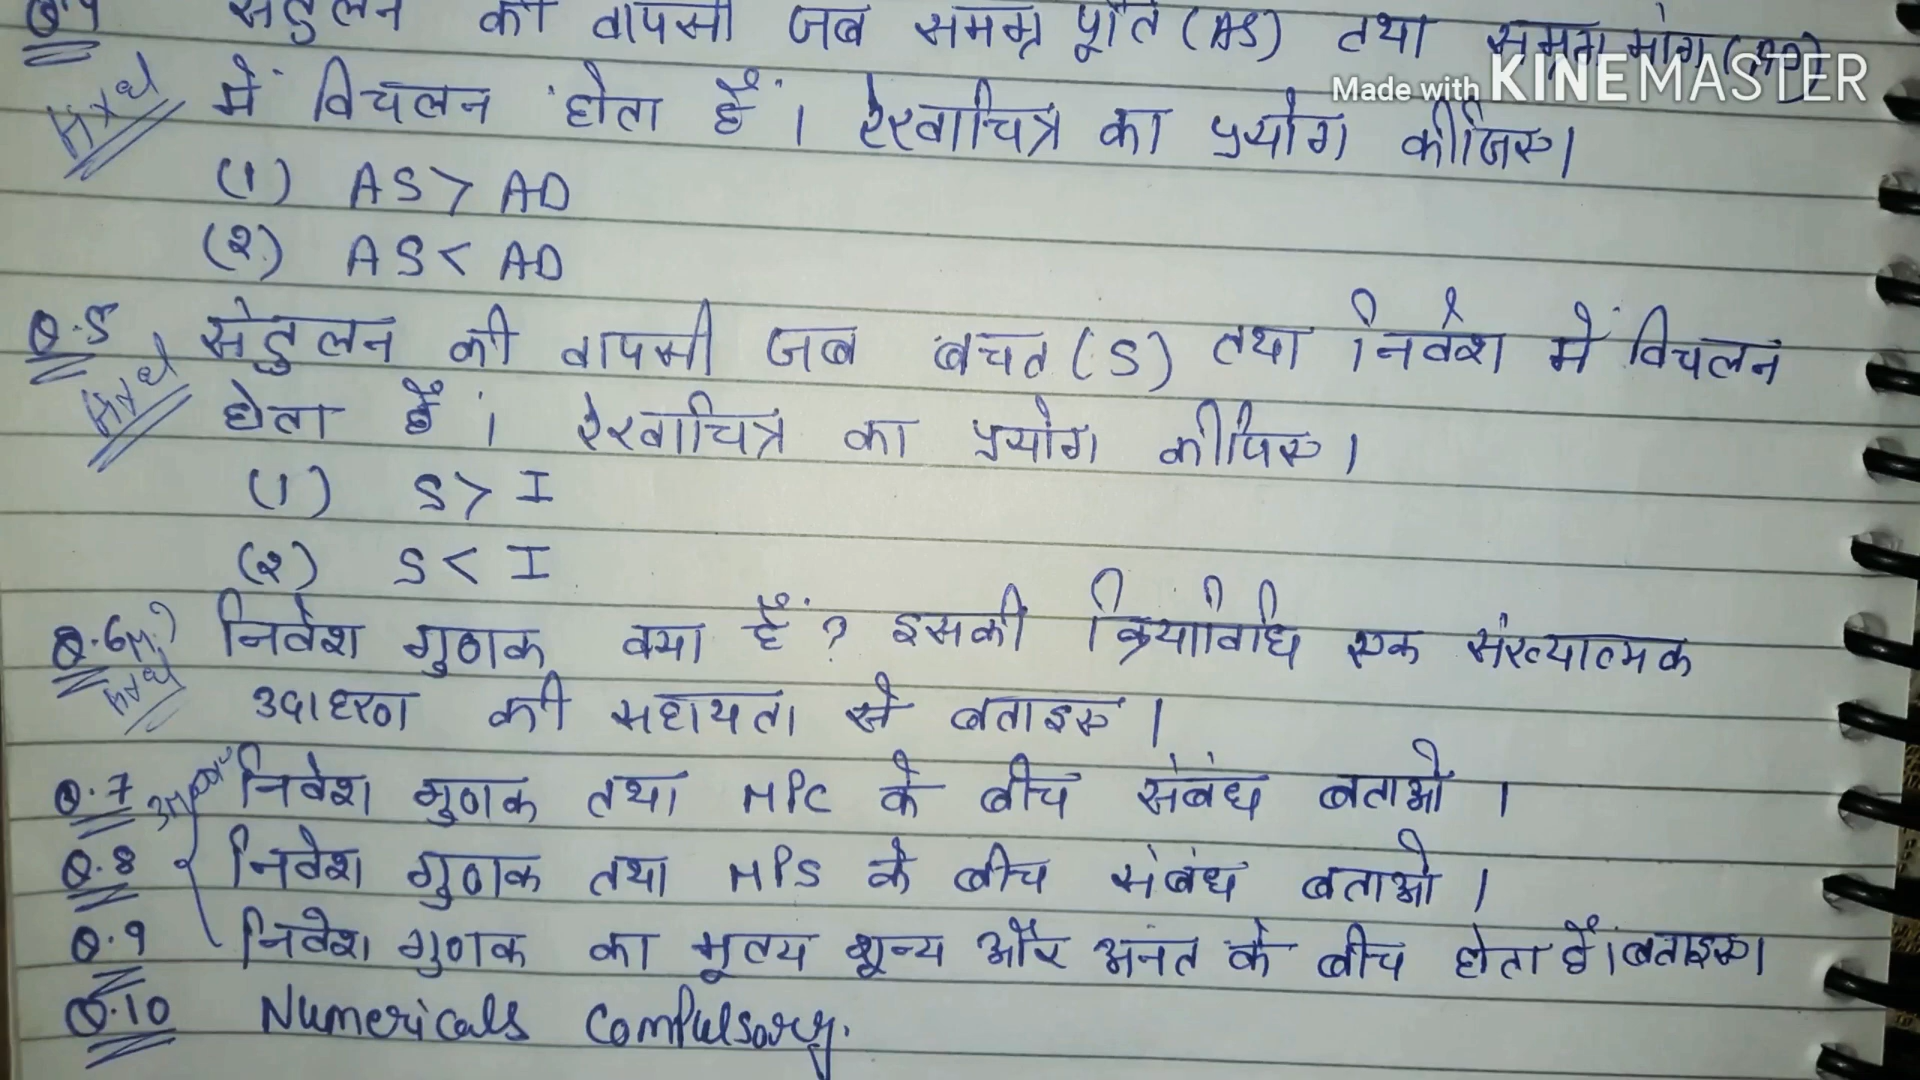 Q.4 संतुलन की वापसी जब समग्र पूर्ति (AS) तथा समग्र मांग (AD)
Made with KINEMASTER
में विचलन होता है । रेखाचित्र का प्रयोग कीजिए।
(1) AS > AD
(२) AS < AD
Q.5 संतुलन की वापसी जब बचत (S) तथा निवेश में विचलन
होता है । रेखाचित्र का प्रयोग कीजिए ।
(1) S > I
(२) S < I
Q.6 निवेश गुणक क्या है ? इसकी क्रियाविधि एक संख्यात्मक
उदाहरण की सहायता से बताइए ।
Q.7 निवेश गुणक तथा MPC के बीच संबंध बताओ ।
Q.8 निवेश गुणक तथा MPS के बीच संबंध बताओ ।
Q.9 निवेश गुणक का मूल्य शून्य और अनंत के बीच होता है । बताइए।
Q.10 Numericals Compulsory.